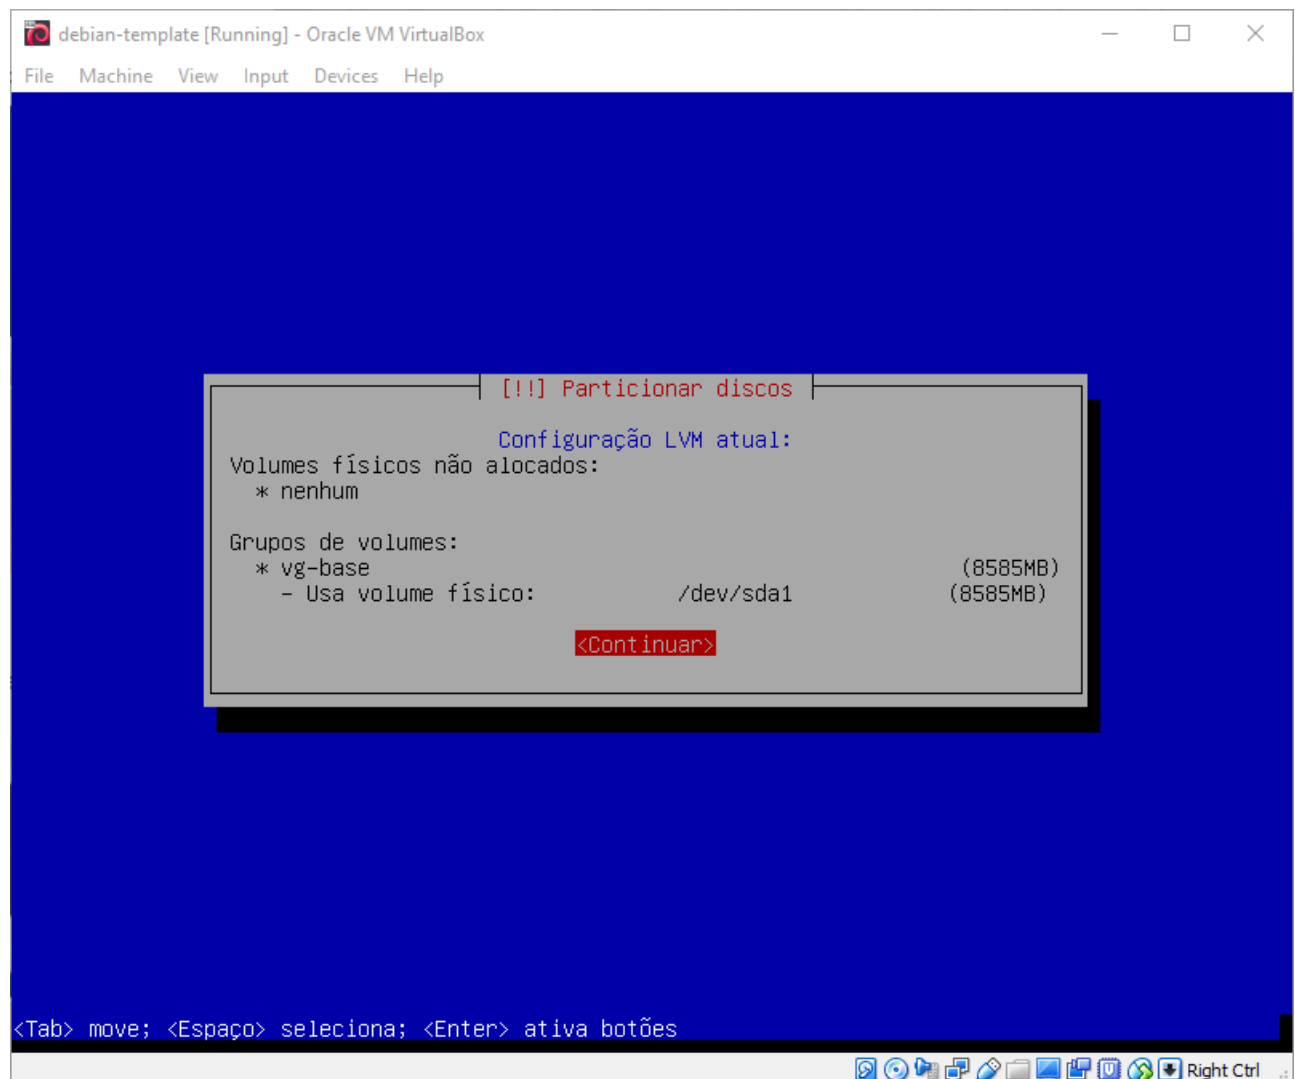 debian-template [Running] - Oracle VM VirtualBox
File Machine View Input Devices Help
[!!] Particionar discos
Configuração LVM atual:
Volumes físicos não alocados:
* nenhum
Grupos de volumes:
* vg-base (8585MB)
- Usa volume físico: /dev/sda1 (8585MB)
<Continuar>
<Tab> move; <Espaço> seleciona; <Enter> ativa botões
Right Ctrl